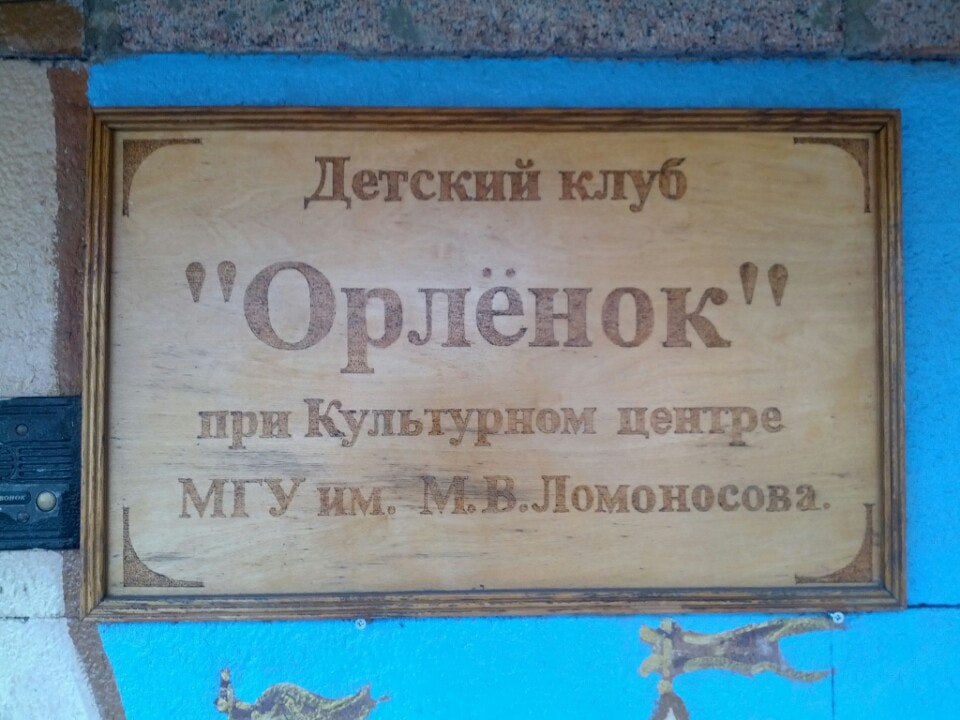 Детский клуб
"Орлёнок"
при Культурном центре
МГУ им. М.В.Ломоносова.